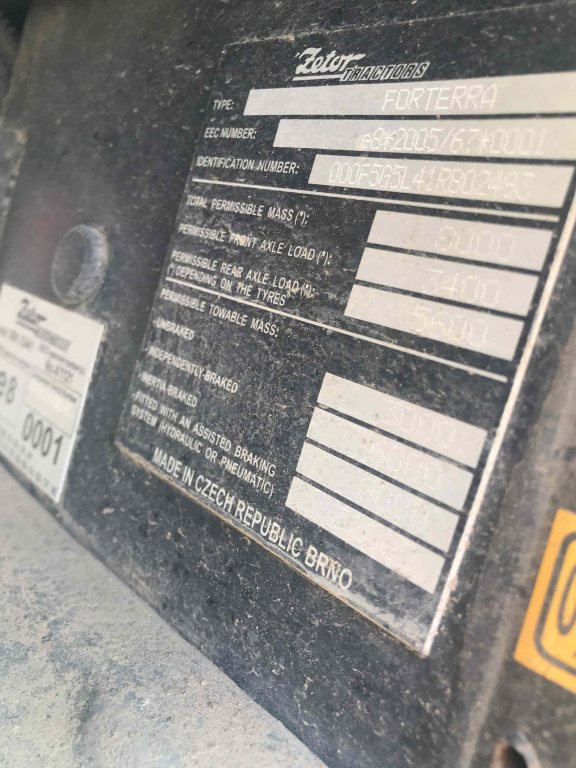 Zetor
TRACTORS
TYPE: FORTERRA
EEC NUMBER: e8*2005/67*0001
IDENTIFICATION NUMBER:
TOTAL PERMISSIBLE MASS (*): 8000
PERMISSIBLE FRONT AXLE LOAD (*): 3400
PERMISSIBLE REAR AXLE LOAD (*): 5600
(*) DEPENDING ON THE TYRES
PERMISSIBLE TOWABLE MASS:
-UNBRAKED
-INDEPENDENTLY-BRAKED
-INERTIA-BRAKED
-FITTED WITH AN ASSISTED BRAKING
SYSTEM (HYDRAULIC OR PNEUMATIC)
MADE IN CZECH REPUBLIC BRNO
Zetor
0001